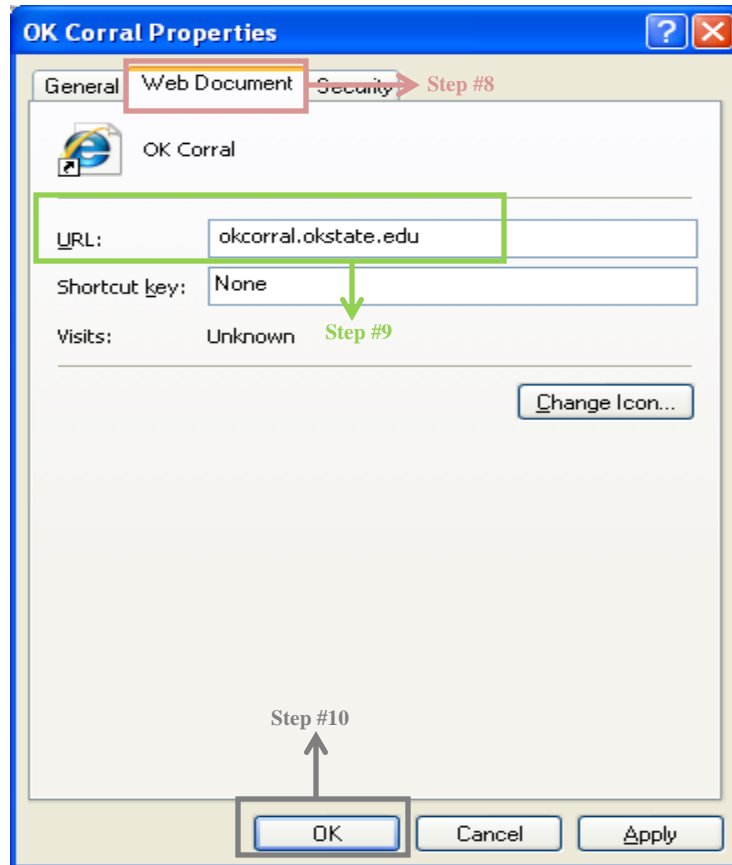 OK Corral Properties
General Web Document Security Step #8
OK Corral
URL: okcorral.okstate.edu
Shortcut key: None
Visits: Unknown Step #9
Change Icon...
Step #10
OK Cancel Apply